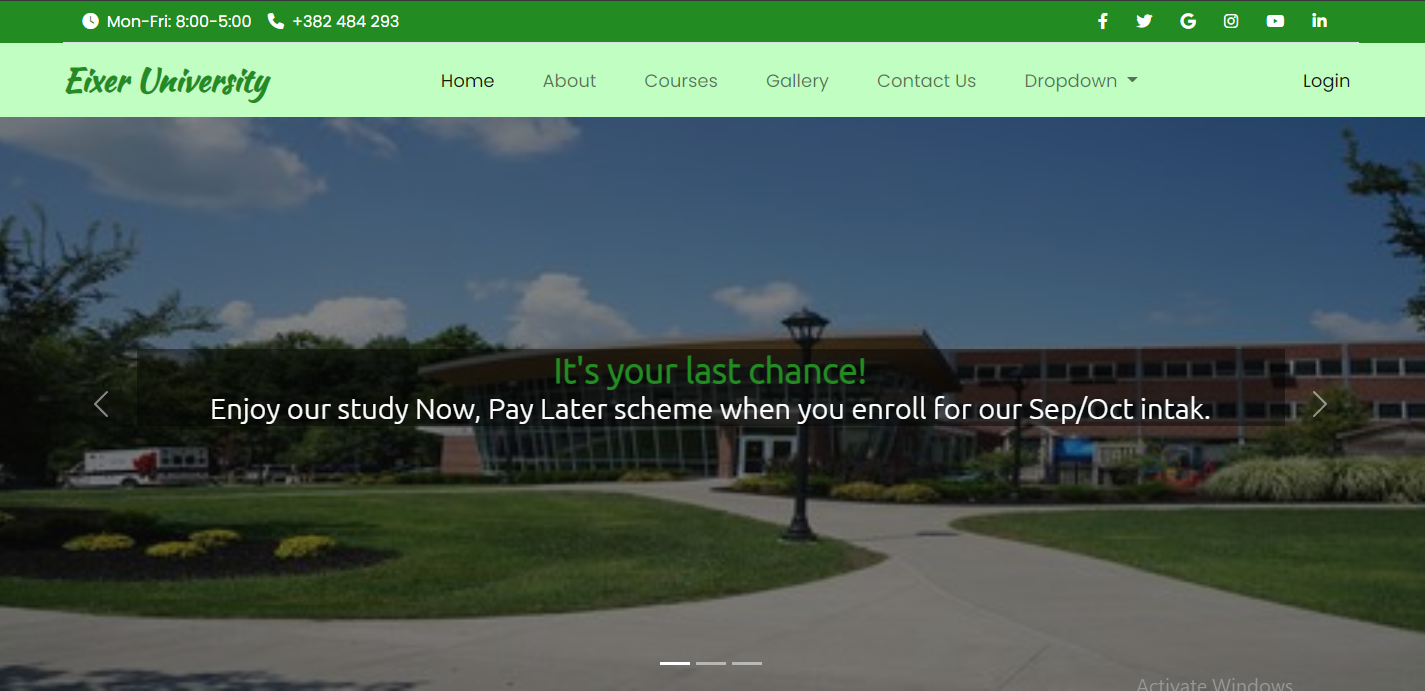 Mon-Fri: 8:00-5:00 +382 484 293
Eixer University Home About Courses Gallery Contact Us Dropdown Login
It's your last chance!
Enjoy our study Now, Pay Later scheme when you enroll for our Sep/Oct intak.
Activate Windows